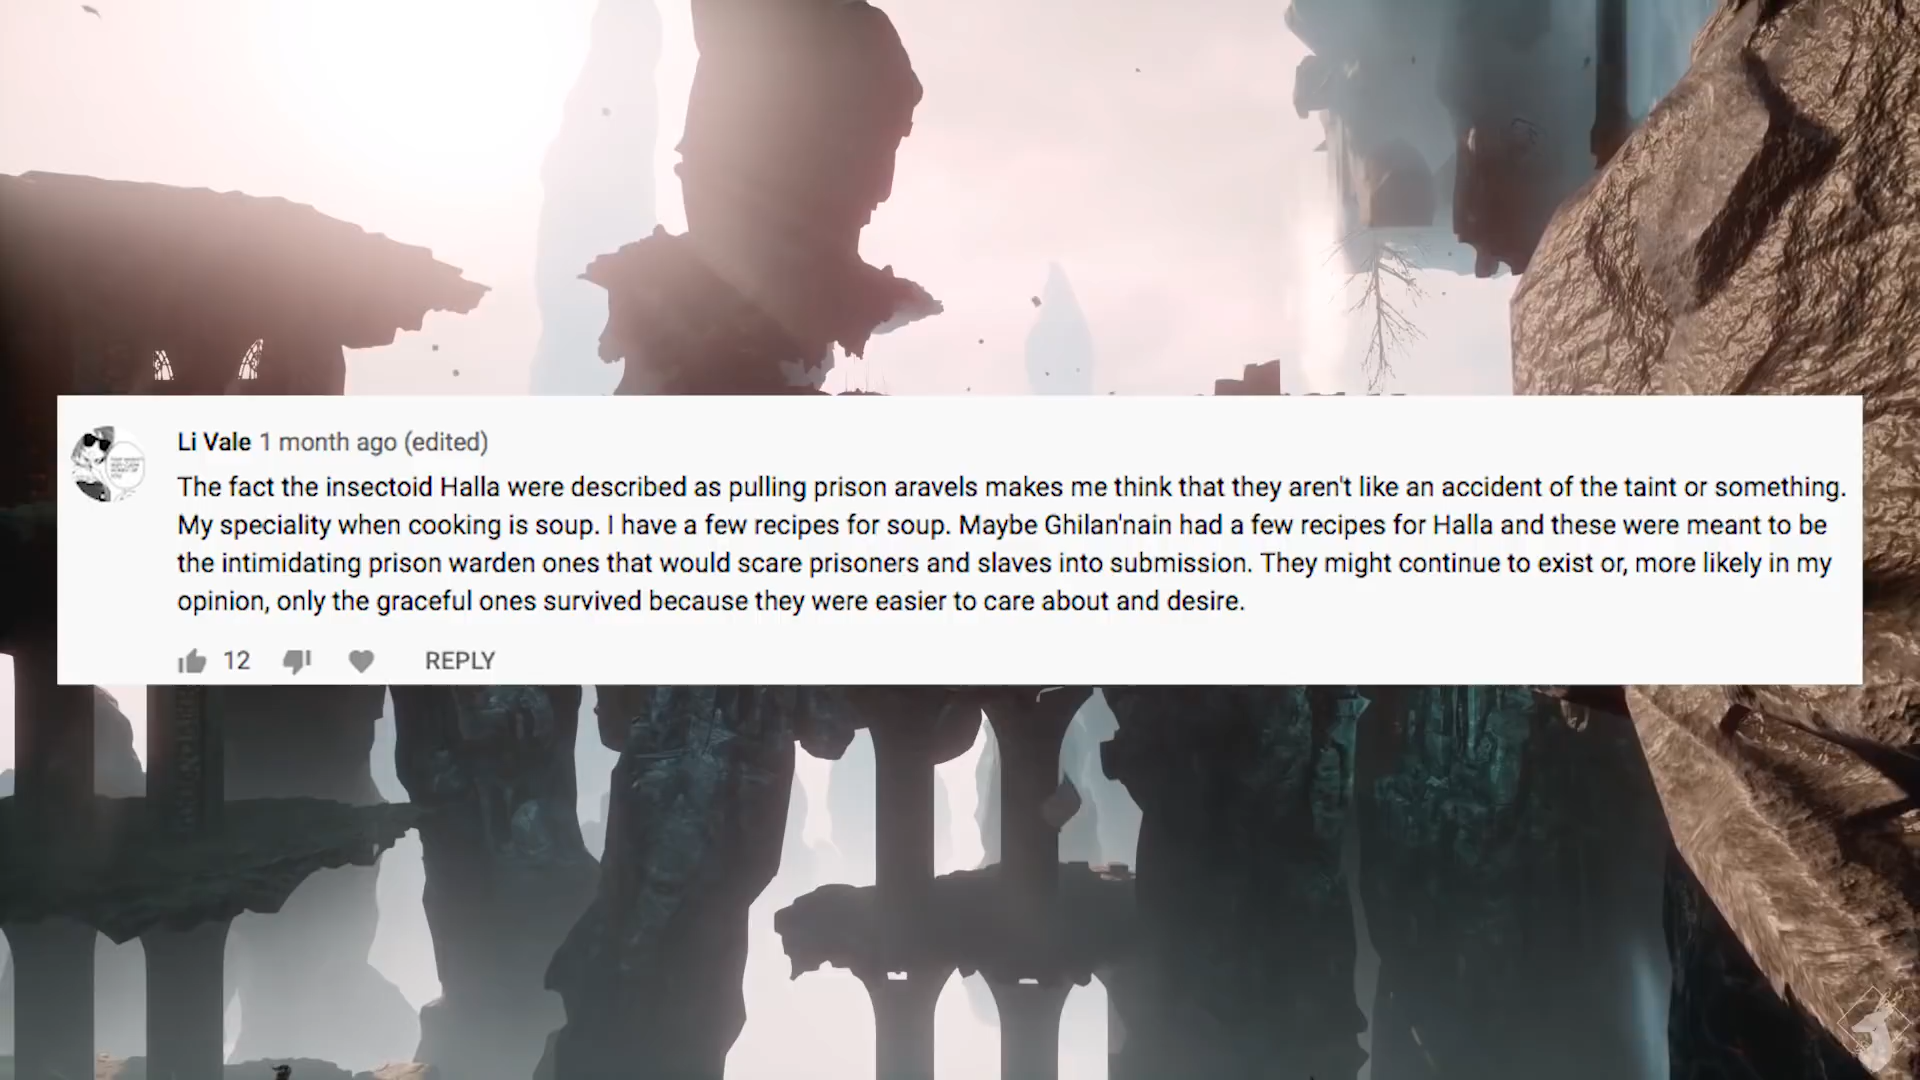 Li Vale 1 month ago (edited)
The fact the insectoid Halla were described as pulling prison aravels makes me think that they aren't like an accident of the taint or something.
My speciality when cooking is soup. I have a few recipes for soup. Maybe Ghilan'nain had a few recipes for Halla and these were meant to be
the intimidating prison warden ones that would scare prisoners and slaves into submission. They might continue to exist or, more likely in my
opinion, only the graceful ones survived because they were easier to care about and desire.
12 REPLY